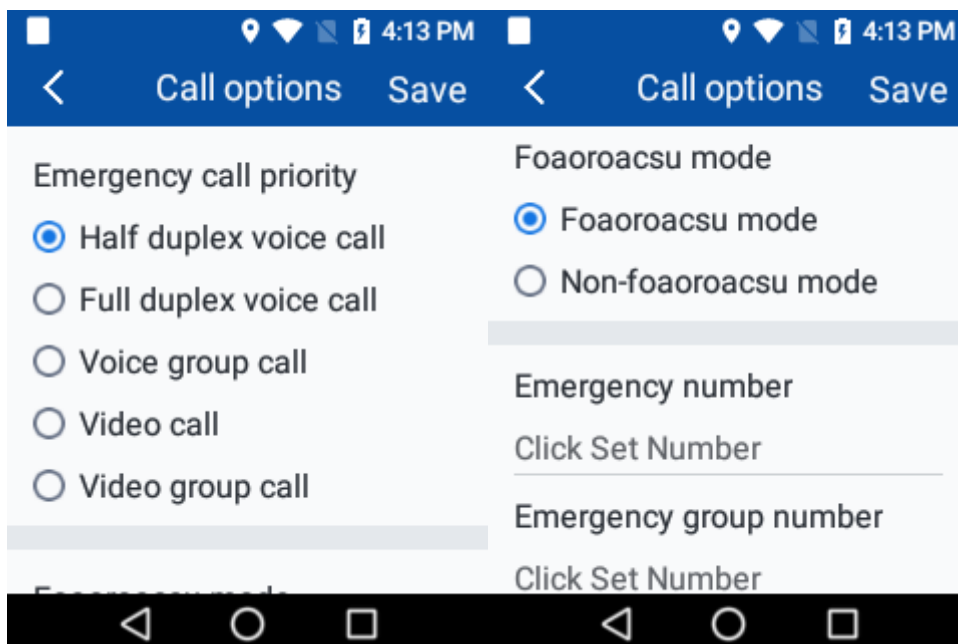 4:13 PM
Call options Save
Emergency call priority
Half duplex voice call
Full duplex voice call
Voice group call
Video call
Video group call
Foaoroacsu mode
4:13 PM
Call options Save
Foaoroacsu mode
Foaoroacsu mode
Non-foaoroacsu mode
Emergency number
Click Set Number
Emergency group number
Click Set Number